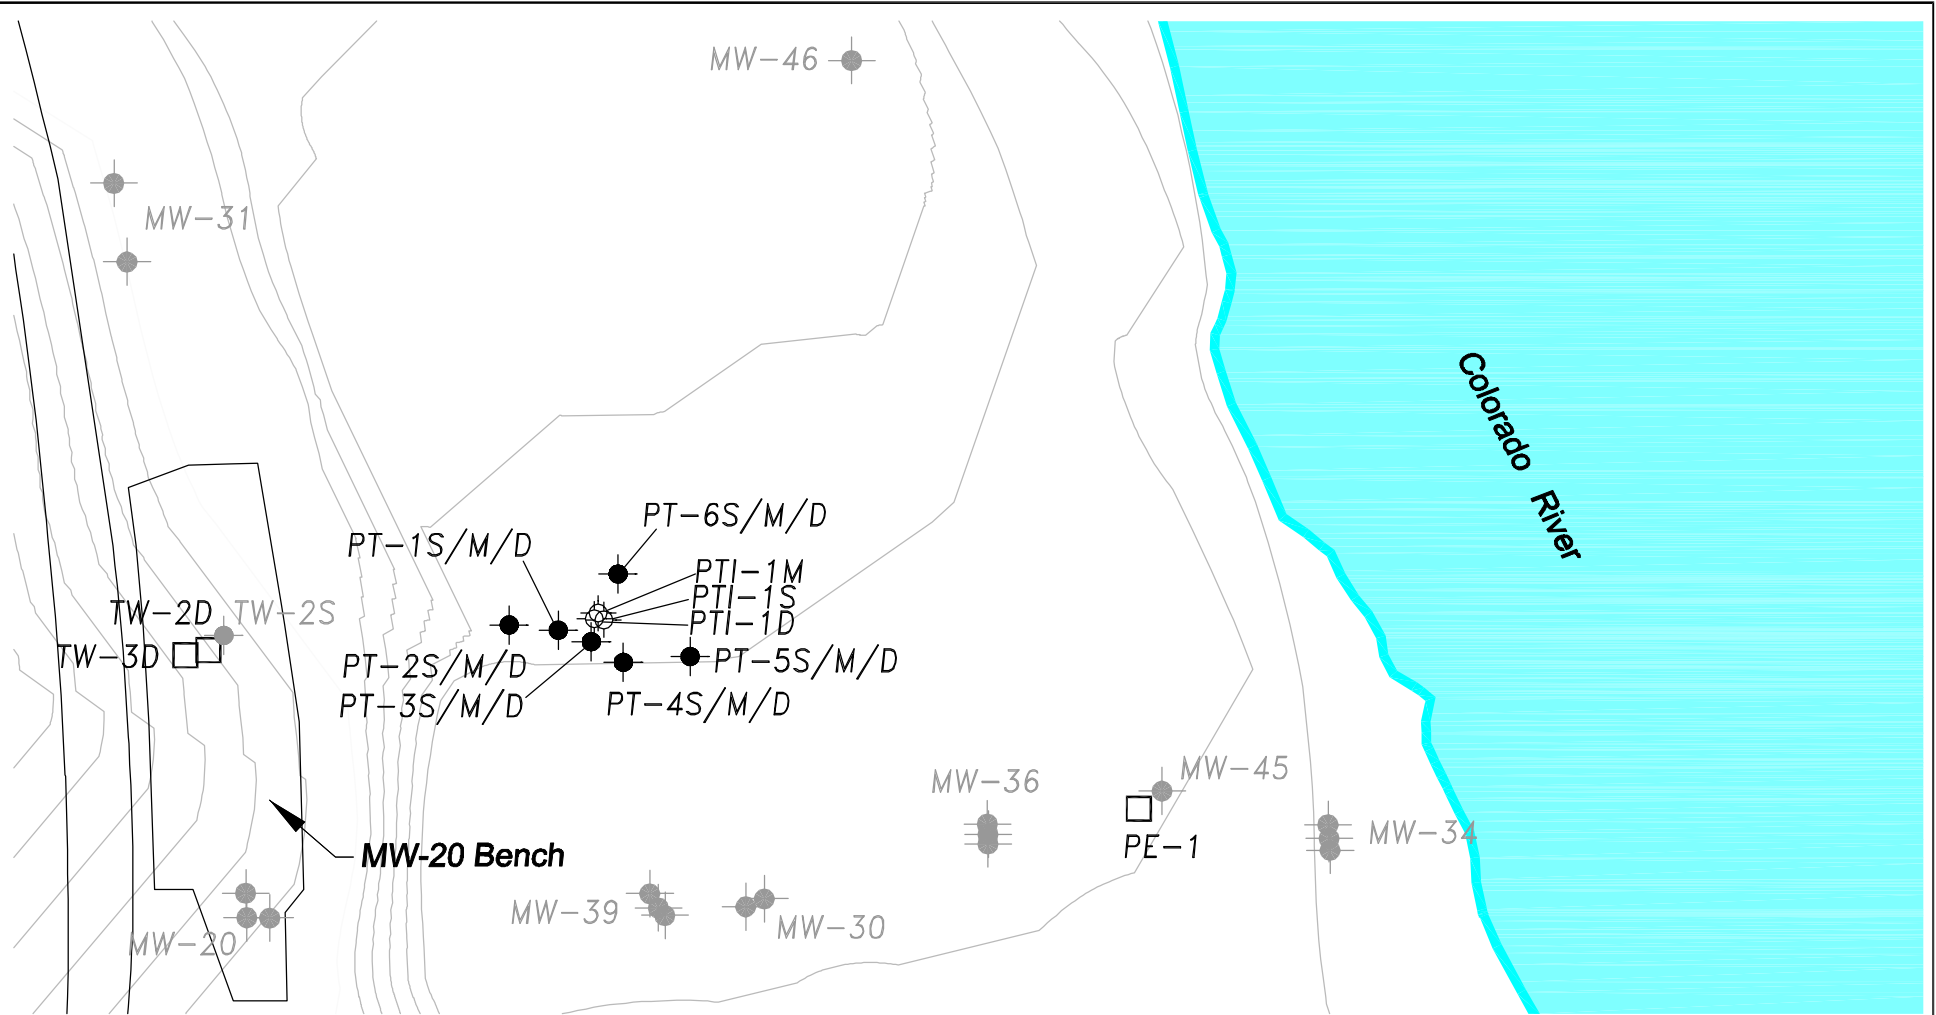 MW-46
MW-31
Colorado River
PT-6S/M/D
PT-1S/M/D
PTI-1M
PTI-1S
PTI-1D
TW-2D
TW-2S
TW-3D
PT-2S/M/D
PT-5S/M/D
PT-3S/M/D
PT-4S/M/D
MW-45
MW-36
MW-34
PE-1
MW-20 Bench
MW-39
MW-30
MW-20